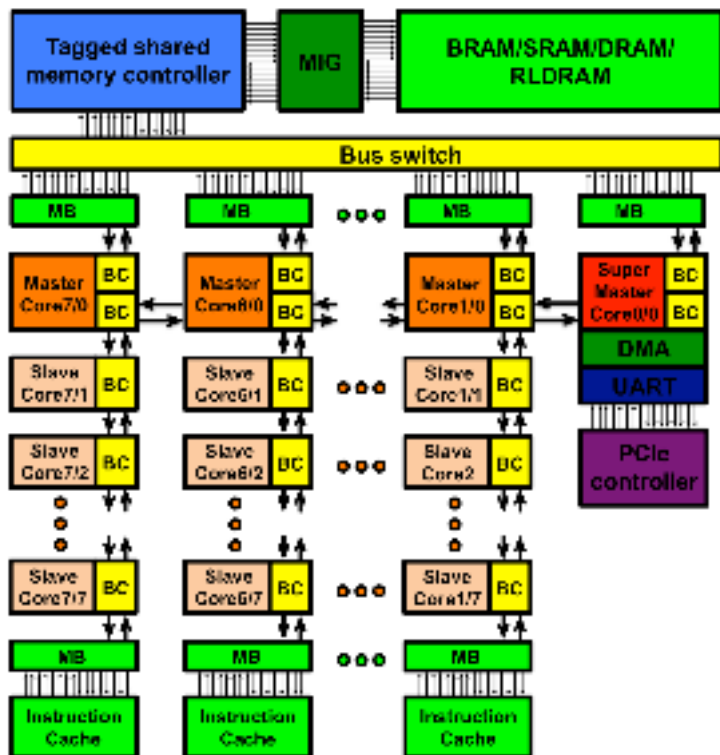 Tagged shared
memory controller
MIG
BRAM/SRAM/DRAM/
RLDRAM
Bus switch
MB
MB
MB
MB
Master
Core7/0
BC
BC
Master
Core6/0
BC
BC
Master
Core1/0
BC
BC
Super
Master
Core0/0
BC
BC
DMA
UART
PCIe
controller
Slave
Core7/1
BC
Slave
Core6/1
BC
Slave
Core1/1
BC
Slave
Core7/2
BC
Slave
Core6/2
BC
Slave
Core2
BC
Slave
Core7/7
BC
Slave
Core6/7
BC
Slave
Core1/7
BC
MB
MB
MB
Instruction
Cache
Instruction
Cache
Instruction
Cache